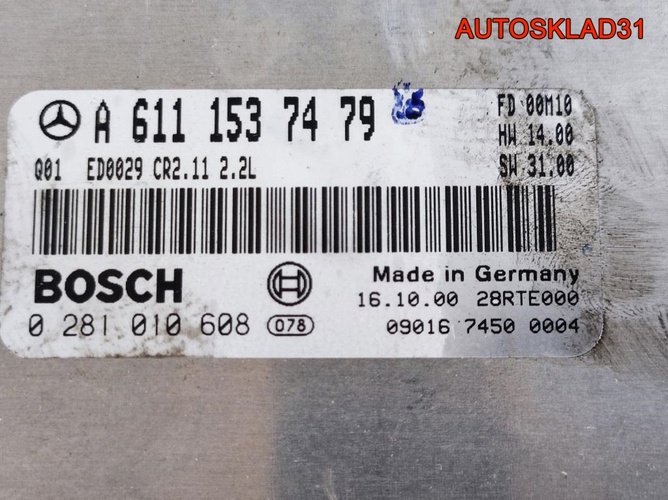 AUTOSKLAD31
A 611 153 74 79
FD 00M10
HW 14.00
Q01 ED0029 CR2.11 2.2L
SW 31.00
BOSCH
Made in Germany
16.10.00 28RTE000
0 281 010 608 078
09016 7450 0004